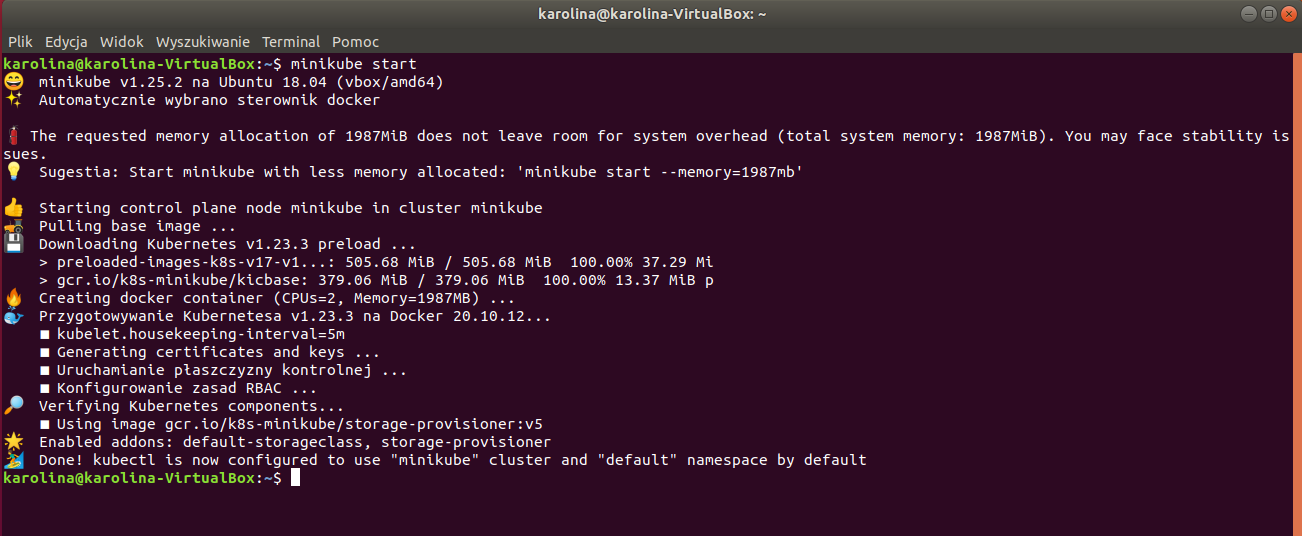 karolina@karolina-VirtualBox: ~
Plik Edycja Widok Wyszukiwanie Terminal Pomoc
karolina@karolina-VirtualBox:~$ minikube start
😄 minikube v1.25.2 na Ubuntu 18.04 (vbox/amd64)
✨ Automatycznie wybrano sterownik docker
🧯 The requested memory allocation of 1987MiB does not leave room for system overhead (total system memory: 1987MiB). You may face stability is
sues.
💡 Sugestia: Start minikube with less memory allocated: 'minikube start --memory=1987mb'
👍 Starting control plane node minikube in cluster minikube
🚜 Pulling base image ...
💾 Downloading Kubernetes v1.23.3 preload ...
> preloaded-images-k8s-v17-v1...: 505.68 MiB / 505.68 MiB 100.00% 37.29 Mi
> gcr.io/k8s-minikube/kicbase: 379.06 MiB / 379.06 MiB 100.00% 13.37 MiB p
🔥 Creating docker container (CPUs=2, Memory=1987MB) ...
🐳 Przygotowywanie Kubernetesa v1.23.3 na Docker 20.10.12...
▪ kubelet.housekeeping-interval=5m
▪ Generating certificates and keys ...
▪ Uruchamianie płaszczyzny kontrolnej ...
▪ Konfigurowanie zasad RBAC ...
🔎 Verifying Kubernetes components...
▪ Using image gcr.io/k8s-minikube/storage-provisioner:v5
🌟 Enabled addons: default-storageclass, storage-provisioner
🏄 Done! kubectl is now configured to use "minikube" cluster and "default" namespace by default
karolina@karolina-VirtualBox:~$